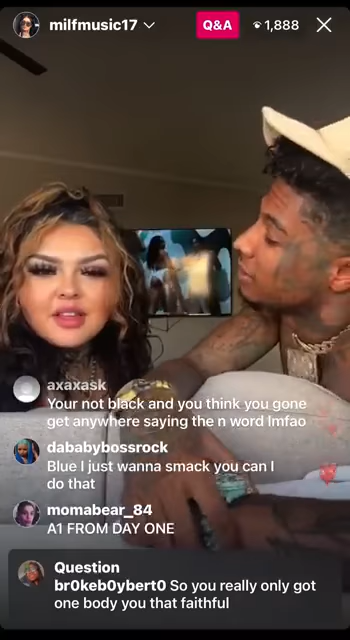 milfmusic17
Q&A
1,888
axaxask
Your not black and you think you gone
get anywhere saying the n word lmfao
dababybossrock
Blue I just wanna smack you can I
do that
momabear_84
A1 FROM DAY ONE
Question
br0keb0ybert0 So you really only got
one body you that faithful